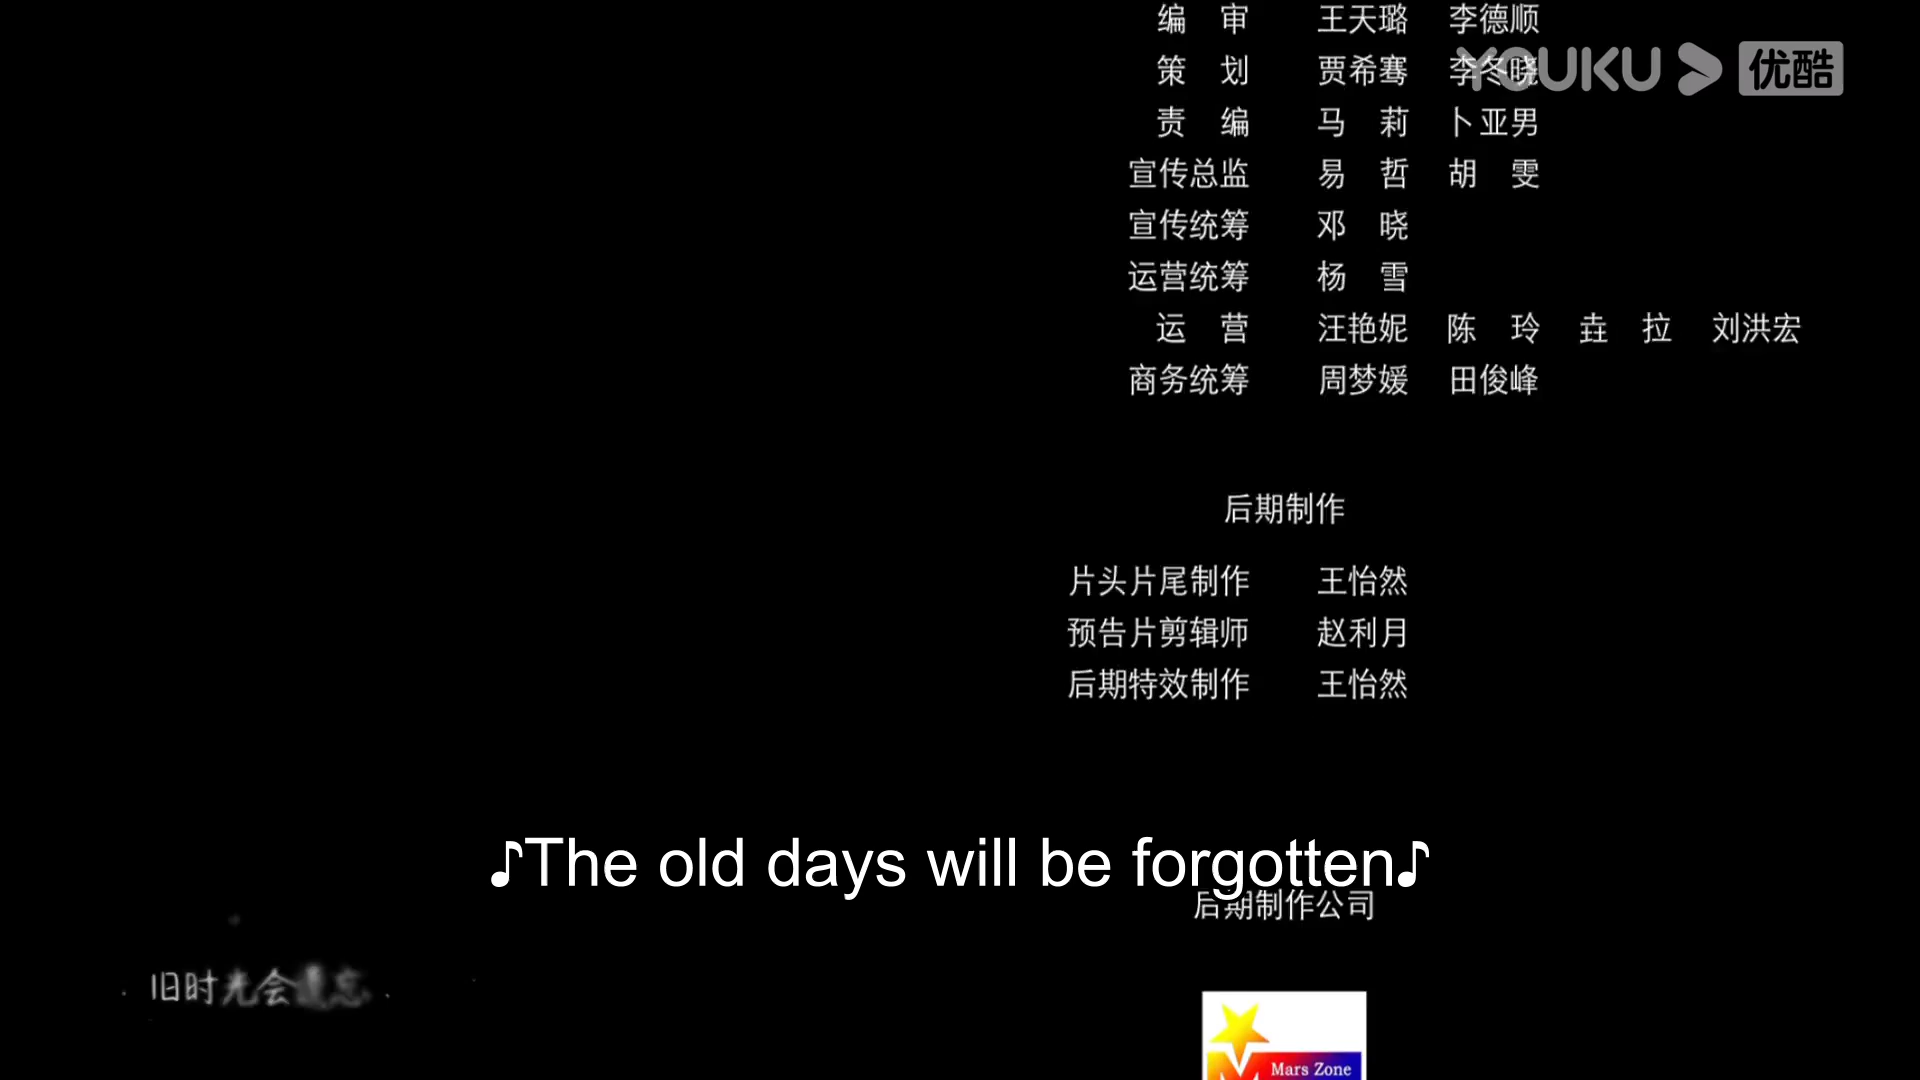 编 审 王天璐 李德顺
YOUKU 优酷
策 划 贾希骞 李冬晓
责 编 马 莉 卜亚男
宣传总监 易 哲 胡 雯
宣传统筹 邓 晓
运营统筹 杨 雪
运 营 汪艳妮 陈 玲 垚 拉 刘洪宏
商务统筹 周梦媛 田俊峰
后期制作
片头片尾制作 王怡然
预告片剪辑师 赵利月
后期特效制作 王怡然
♪The old days will be forgotten♪
后期制作公司
旧时光会遗忘
Mars Zone